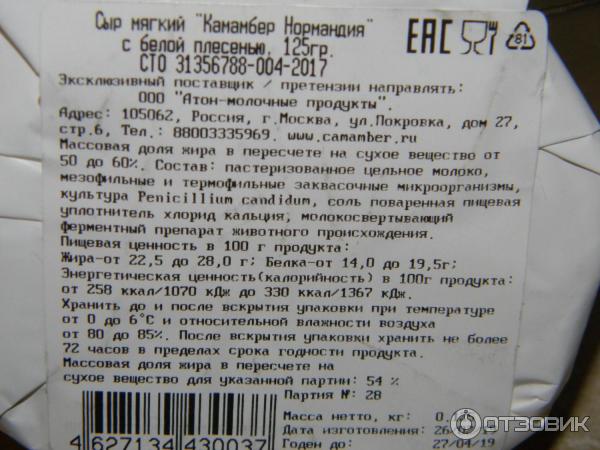 Сыр мягкий "Камамбер Нормандия"
с белой плесенью, 125гр.
СТО 31356788-004-2017
EAC
81
Эксклюзивный поставщик / претензии направлять:
ООО "Атон-молочные продукты".
Адрес: 105062, Россия, г.Москва, ул.Покровка, дом 27,
стр.6, Тел.: 88003335969. www.camamber.ru
Массовая доля жира в пересчете на сухое вещество от
50 до 60%. Состав: пастеризованное цельное молоко,
мезофильные и термофильные заквасочные микроорганизмы,
культура Penicillium candidum, соль поваренная пищевая
уплотнитель хлорид кальция, молокосвертывающий
ферментный препарат животного происхождения.
Пищевая ценность в 100 г продукта:
Жира-от 22,5 до 28,0 г; Белка-от 14,0 до 19,5г;
Энергетическая ценность(калорийность) в 100г продукта:
от 258 ккал/1070 кДж до 330 ккал/1367 кДж.
Хранить до и после вскрытия упаковки при температуре
от 0 до 6°С и относительной влажности воздуха
от 80 до 85%. После вскрытия упаковки хранить не более
72 часов в пределах срока годности продукта.
Массовая доля жира в пересчете на
сухое вещество для указанной партии: 54 %
Партия №: 28
Масса нетто, кг: 0.
Дата изготовления: 26
Годен до: 27/04/19
4 627134 430037
ОТЗОВИК